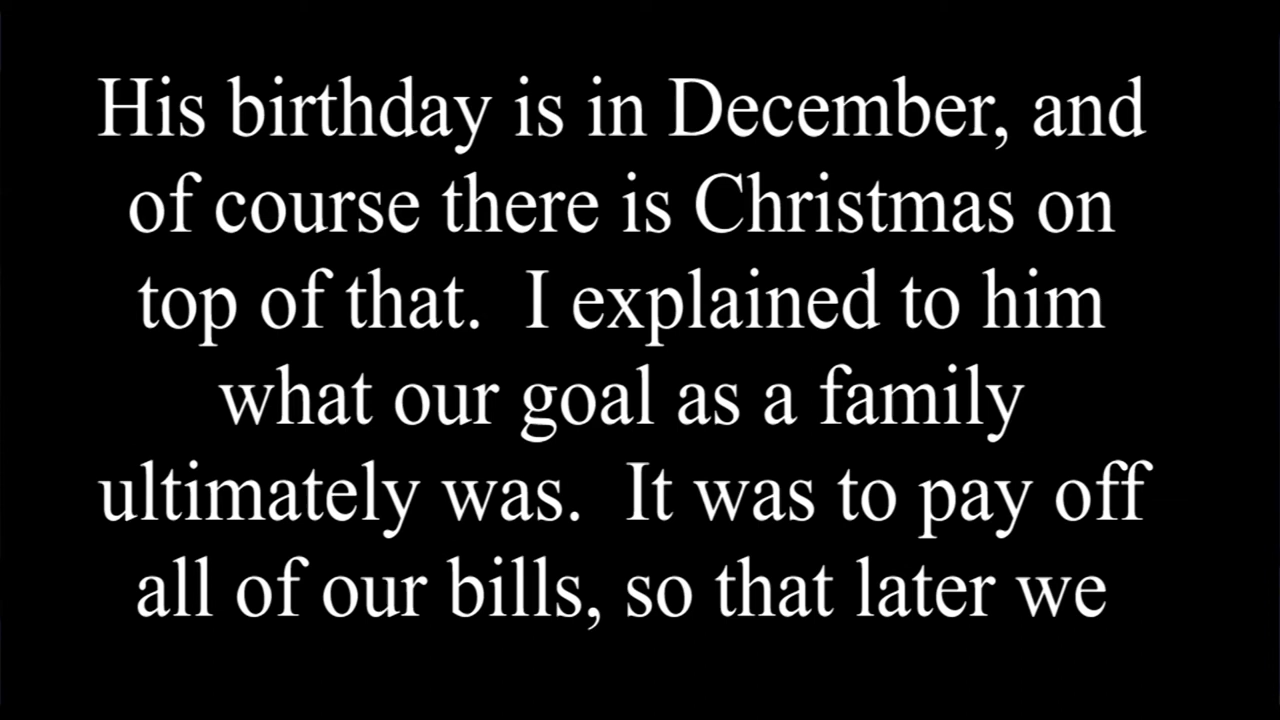 His birthday is in December, and
of course there is Christmas on
top of that.  I explained to him
what our goal as a family
ultimately was.  It was to pay off
all of our bills, so that later we